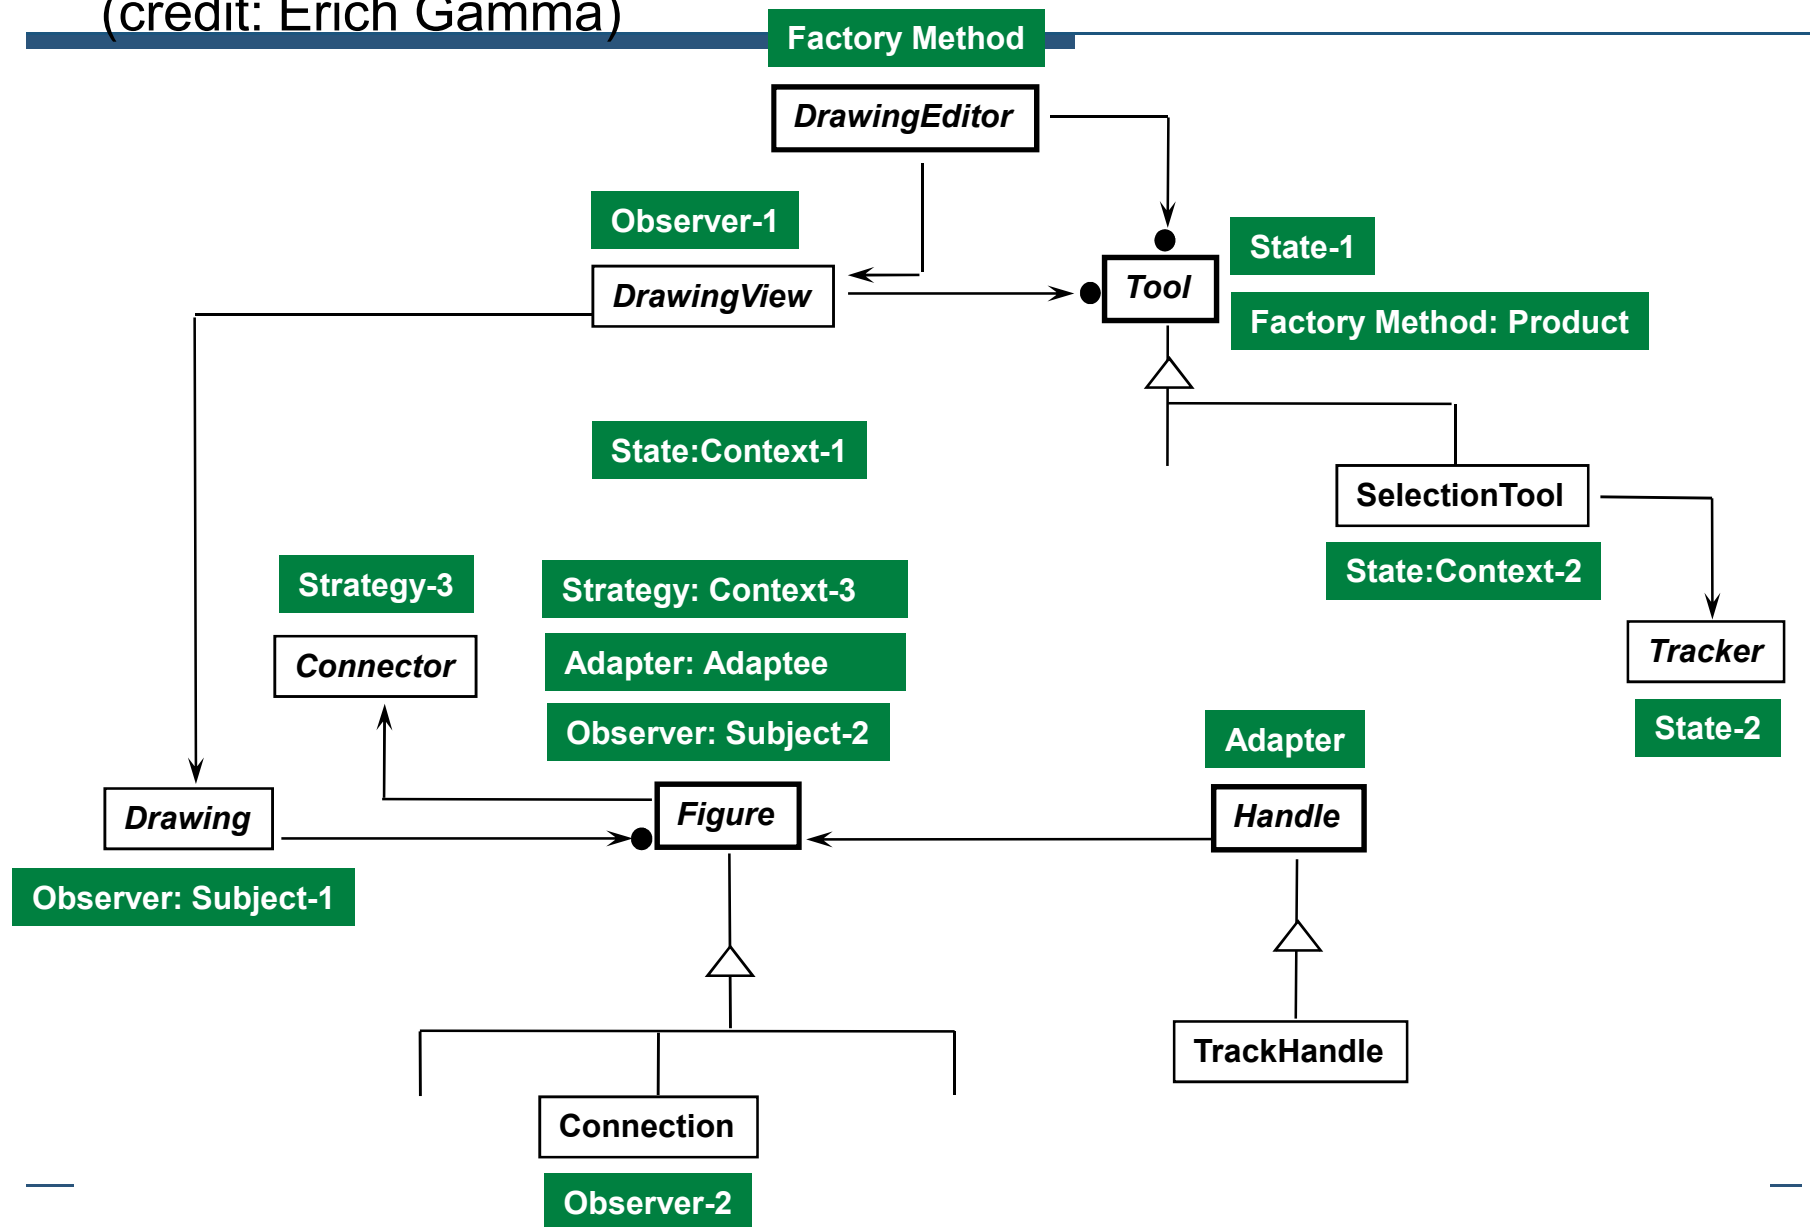 (credit: Erich Gamma)
Factory Method
DrawingEditor
Observer-1
State-1
DrawingView
Tool
Factory Method: Product
State:Context-1
SelectionTool
State:Context-2
Strategy-3
Strategy: Context-3
Connector
Adapter: Adaptee
Tracker
Observer: Subject-2
Adapter
State-2
Drawing
Figure
Handle
Observer: Subject-1
TrackHandle
Connection
Observer-2